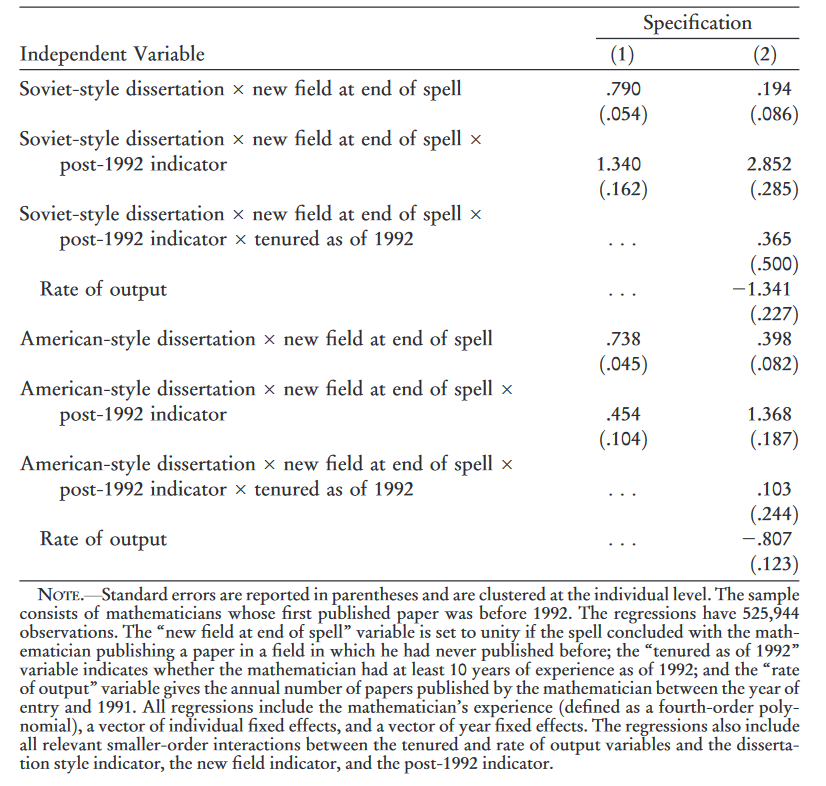 Specification
Independent Variable (1) (2)
Soviet-style dissertation × new field at end of spell .790 .194
(.054) (.086)
Soviet-style dissertation × new field at end of spell ×
post-1992 indicator 1.340 2.852
(.162) (.285)
Soviet-style dissertation × new field at end of spell ×
post-1992 indicator × tenured as of 1992 . . . .365
(.500)
Rate of output . . . −1.341
(.227)
American-style dissertation × new field at end of spell .738 .398
(.045) (.082)
American-style dissertation × new field at end of spell ×
post-1992 indicator .454 1.368
(.104) (.187)
American-style dissertation × new field at end of spell ×
post-1992 indicator × tenured as of 1992 . . . .103
(.244)
Rate of output . . . −.807
(.123)
NOTE.—Standard errors are reported in parentheses and are clustered at the individual level. The sample
consists of mathematicians whose first published paper was before 1992. The regressions have 525,944
observations. The “new field at end of spell” variable is set to unity if the spell concluded with the math-
ematician publishing a paper in a field in which he had never published before; the “tenured as of 1992”
variable indicates whether the mathematician had at least 10 years of experience as of 1992; and the “rate
of output” variable gives the annual number of papers published by the mathematician between the year of
entry and 1991. All regressions include the mathematician’s experience (defined as a fourth-order poly-
nomial), a vector of individual fixed effects, and a vector of year fixed effects. The regressions also include
all relevant smaller-order interactions between the tenured and rate of output variables and the disserta-
tion style indicator, the new field indicator, and the post-1992 indicator.